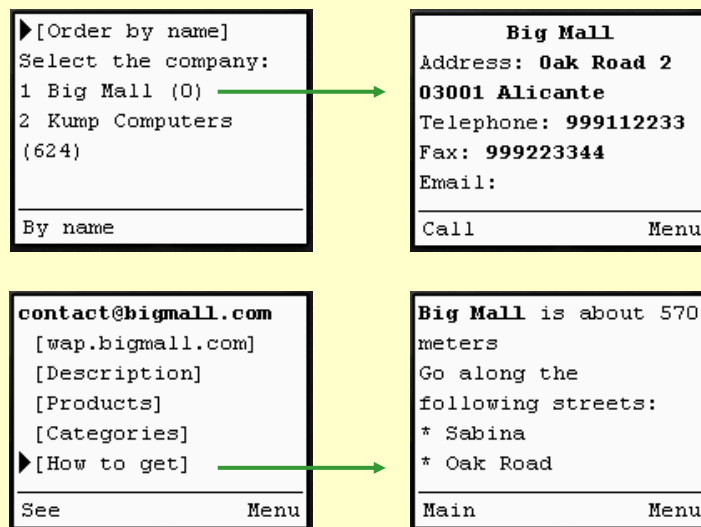 [Order by name]
Select the company:
1 Big Mall (0)
2 Kump Computers
(624)
By name
Big Mall
Address: Oak Road 2
03001 Alicante
Telephone: 999112233
Fax: 999223344
Email:
Call Menu
contact@bigmall.com
[wap.bigmall.com]
[Description]
[Products]
[Categories]
[How to get]
See Menu
Big Mall is about 570
meters
Go along the
following streets:
* Sabina
* Oak Road
Main Menu